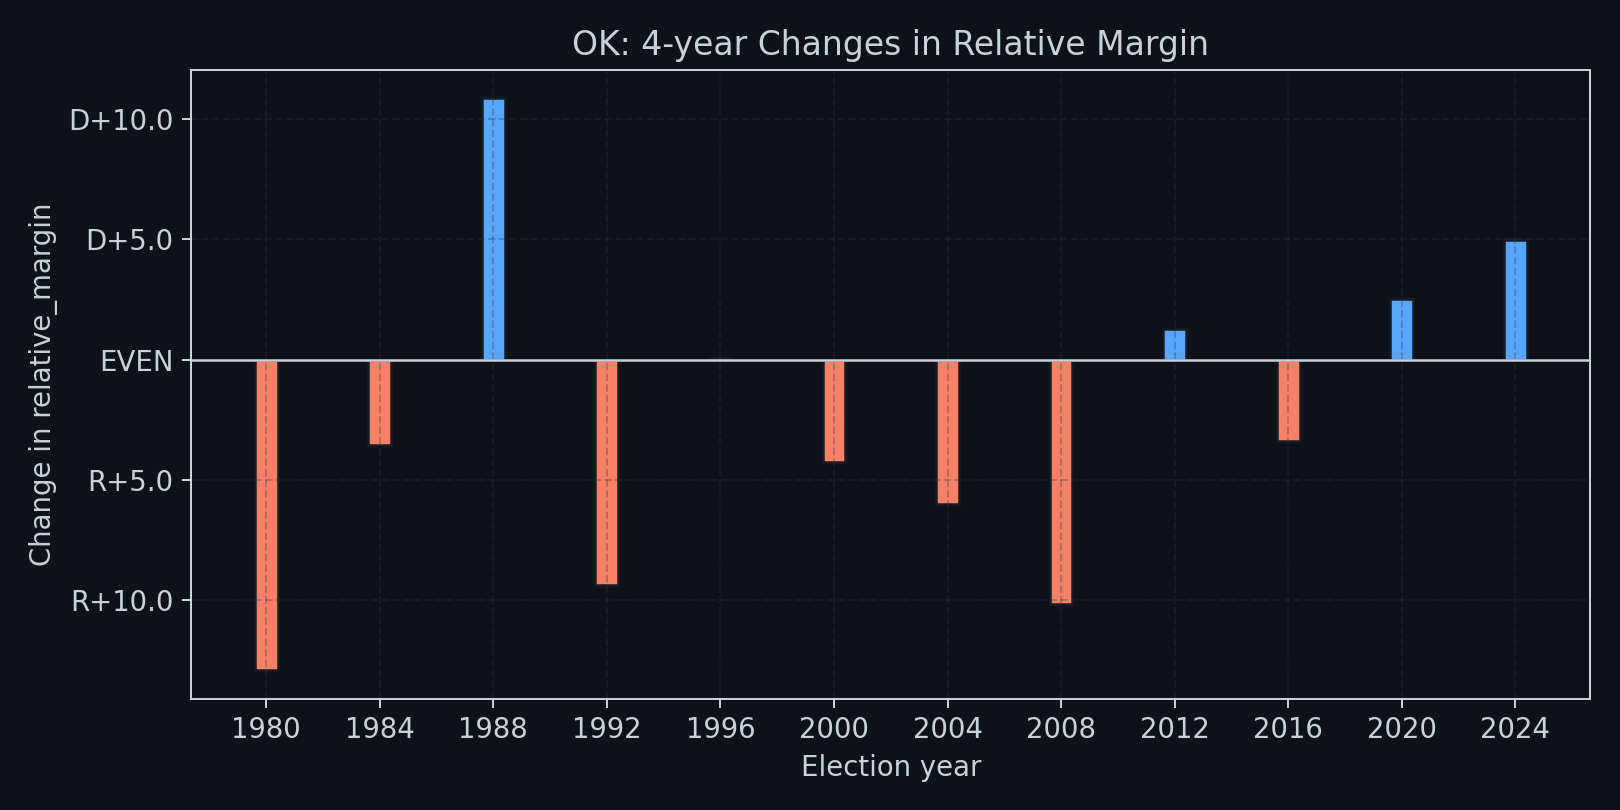 OK: 4-year Changes in Relative Margin
Change in relative_margin
D+10.0
D+5.0
EVEN
R+5.0
R+10.0
1980 1984 1988 1992 1996 2000 2004 2008 2012 2016 2020 2024
Election year